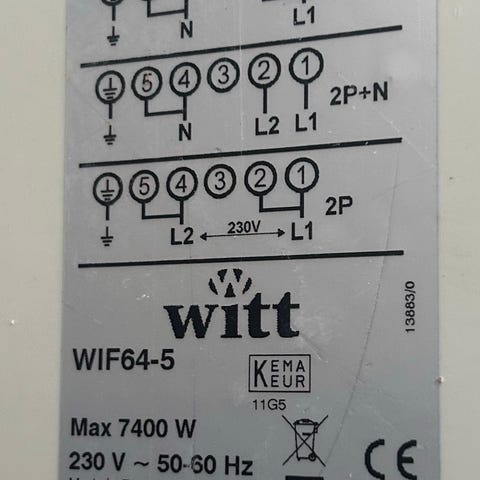 N
L1
5 4 3 2 1
2P+N
N
L2 L1
5 4 3 2 1
2P
230V
L2 L1
witt
13883/0
WIF64-5
KEMA
KEUR
11G5
Max 7400 W
230 V ~ 50-60 Hz
CE